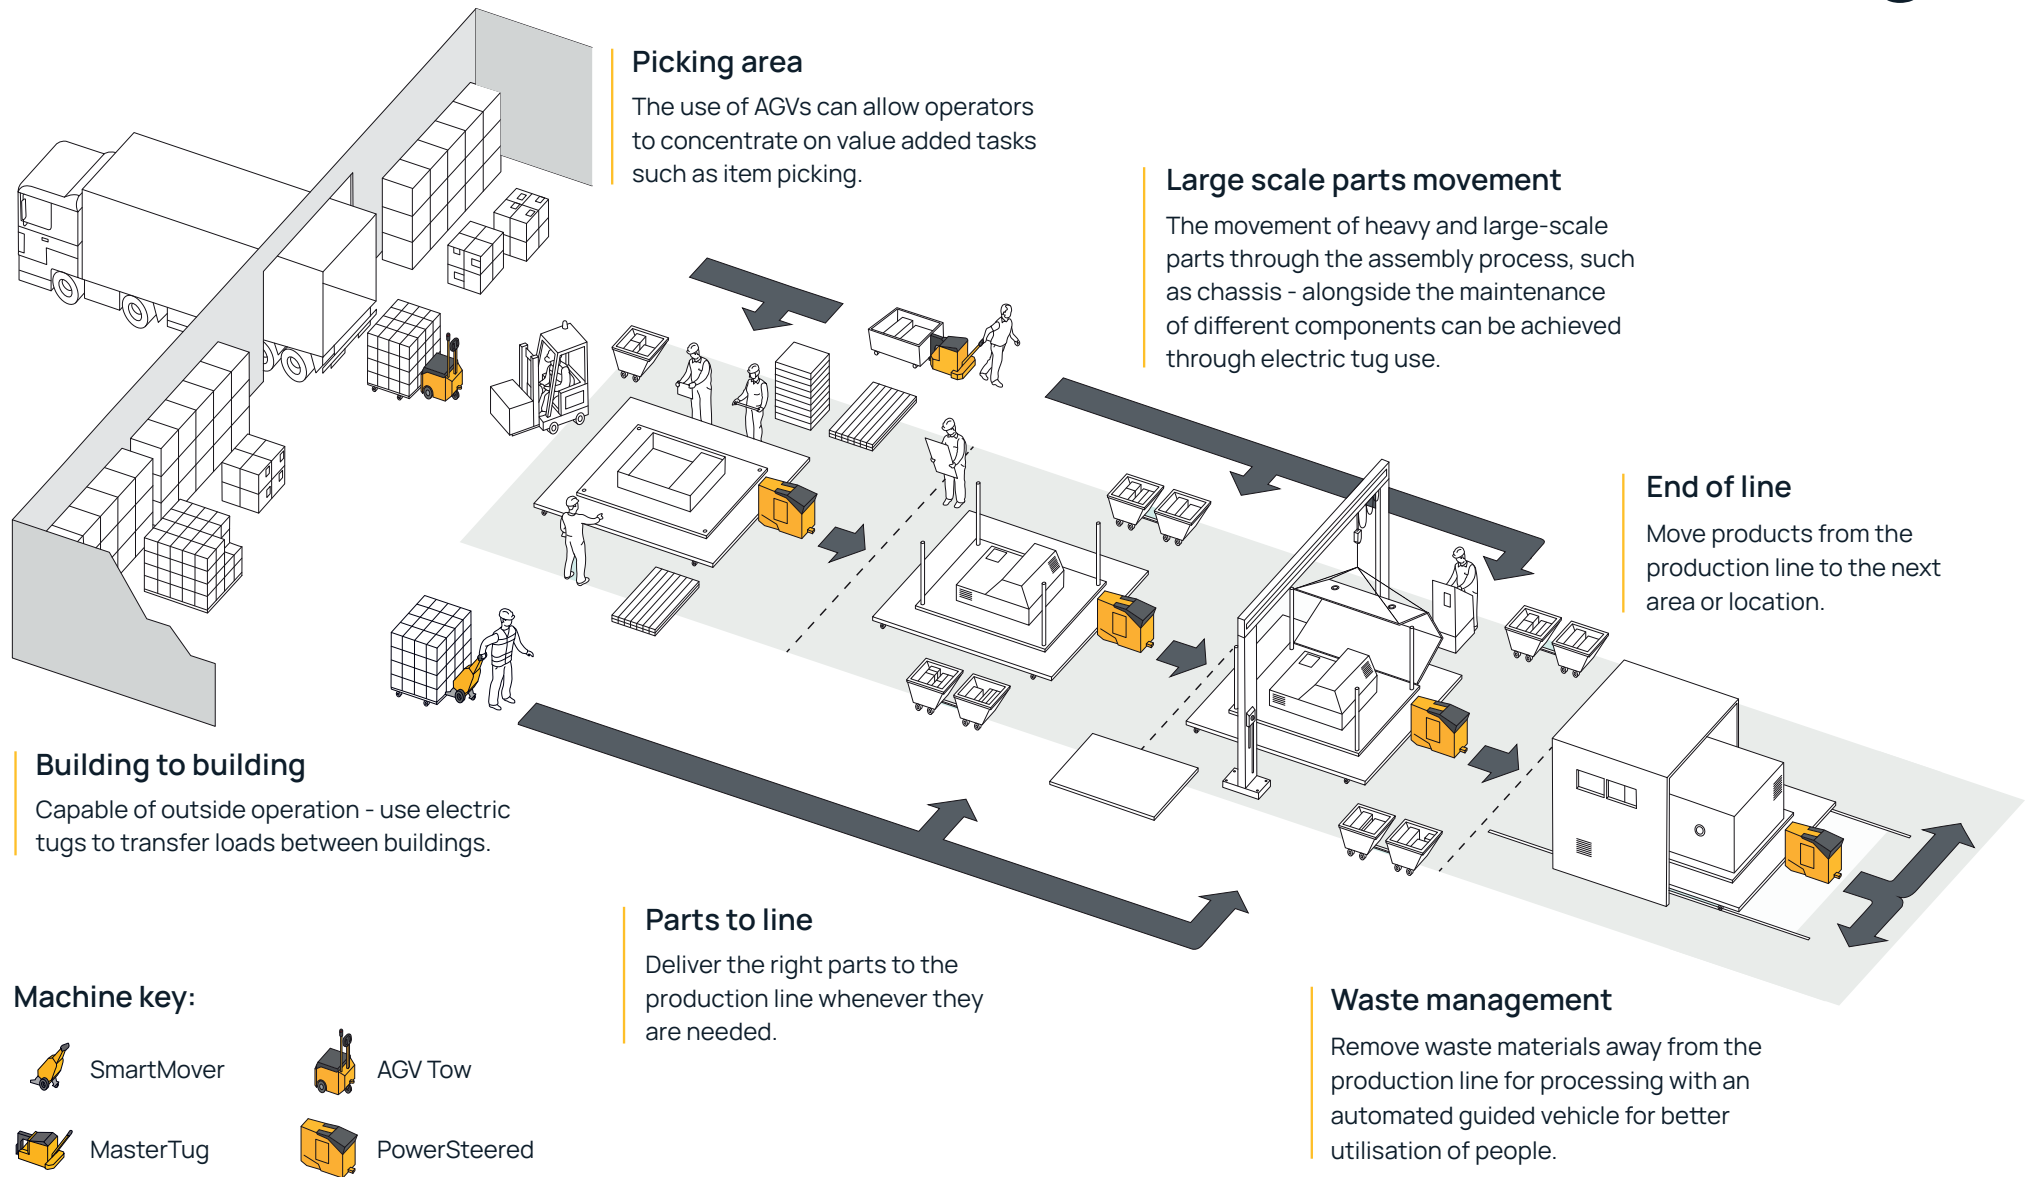 Picking area
The use of AGVs can allow operators
to concentrate on value added tasks
such as item picking.
Large scale parts movement
The movement of heavy and large-scale
parts through the assembly process, such
as chassis - alongside the maintenance
of different components can be achieved
through electric tug use.
End of line
Move products from the
production line to the next
area or location.
Building to building
Capable of outside operation - use electric
tugs to transfer loads between buildings.
Parts to line
Deliver the right parts to the
production line whenever they
are needed.
Waste management
Remove waste materials away from the
production line for processing with an
automated guided vehicle for better
utilisation of people.
Machine key:
SmartMover
AGV Tow
MasterTug
PowerSteered